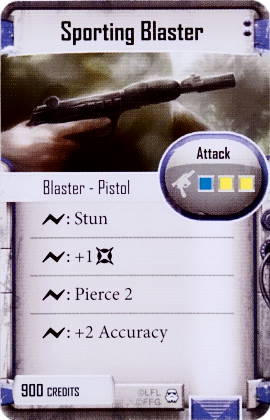 Sporting Blaster
Attack
Blaster - Pistol
: Stun
: +1
: Pierce 2
: +2 Accuracy
900 CREDITS
©LFL
©FFG